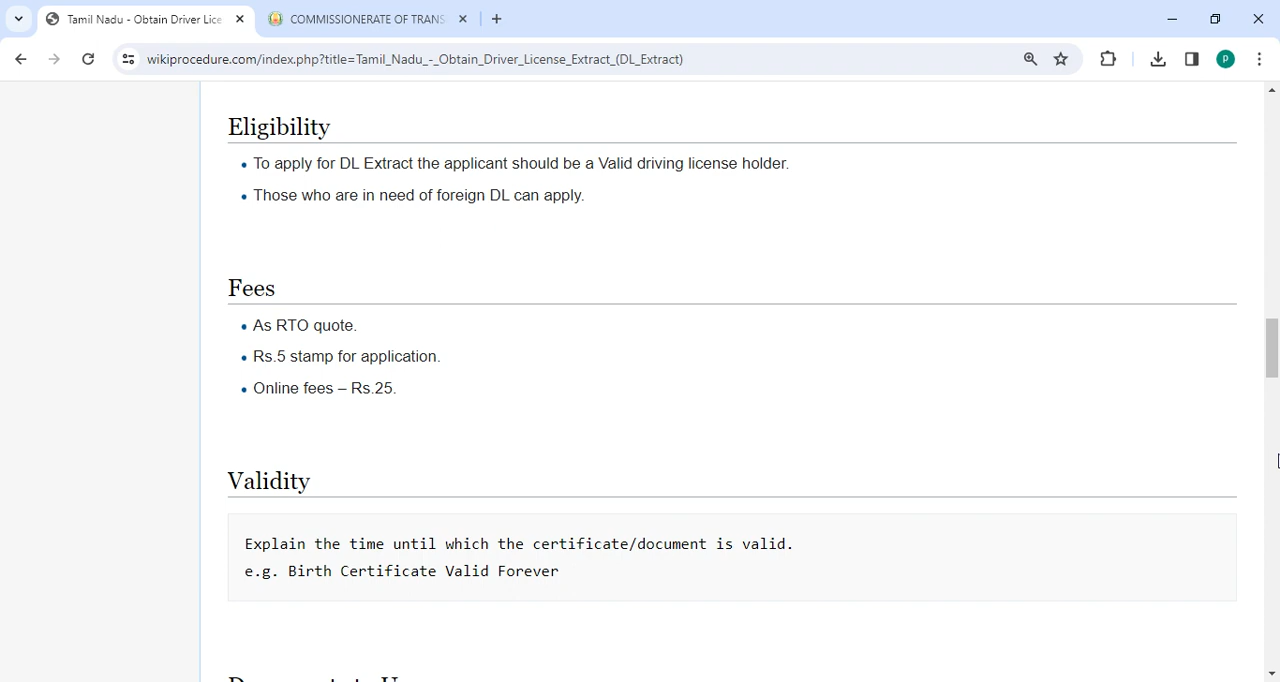 Tamil Nadu - Obtain Driver Lice
COMMISSIONERATE OF TRANS
wikiprocedure.com/index.php?title=Tamil_Nadu_-_Obtain_Driver_License_Extract_(DL_Extract)
P
Eligibility
To apply for DL Extract the applicant should be a Valid driving license holder.
Those who are in need of foreign DL can apply.
Fees
As RTO quote.
Rs.5 stamp for application.
Online fees – Rs.25.
Validity
Explain the time until which the certificate/document is valid.
e.g. Birth Certificate Valid Forever